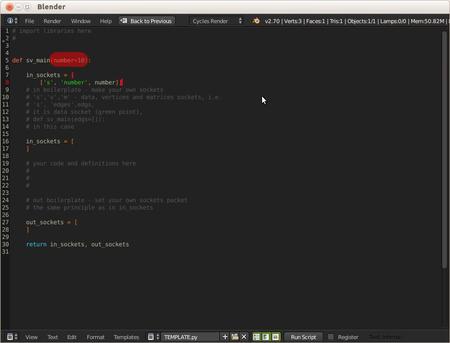 Blender
File Render Window Help Back to Previous Cycles Render v2.70 | Verts:3 | Faces:1 | Tris:1 | Objects:1/1 | Lamps:0/0 | Mem:50.82M
1 # import libraries here
2 #
3
4
5 def sv_main(number=10):
6
7 in_sockets = [
8 ['s', 'number', number]]
9 # in boilerplate - make your own sockets
10 # 's','v','m' - data, vertices and matrices sockets, i.e.
11 # 's', 'edges',edgs,
12 # it is data socket (green point),
13 # def sv_main(edgs=[]):
14 # in this case
15
16 in_sockets = [
17 ]
18
19 # your code and definitions here
20 #
21 #
22 #
23
24 # out boilerplate - set your own sockets packet
25 # the same principle as in in_sockets
26
27 out_sockets = [
28 ]
29
30 return in_sockets, out_sockets
31
View Text Edit Format Templates TEMPLATE.py Run Script Register